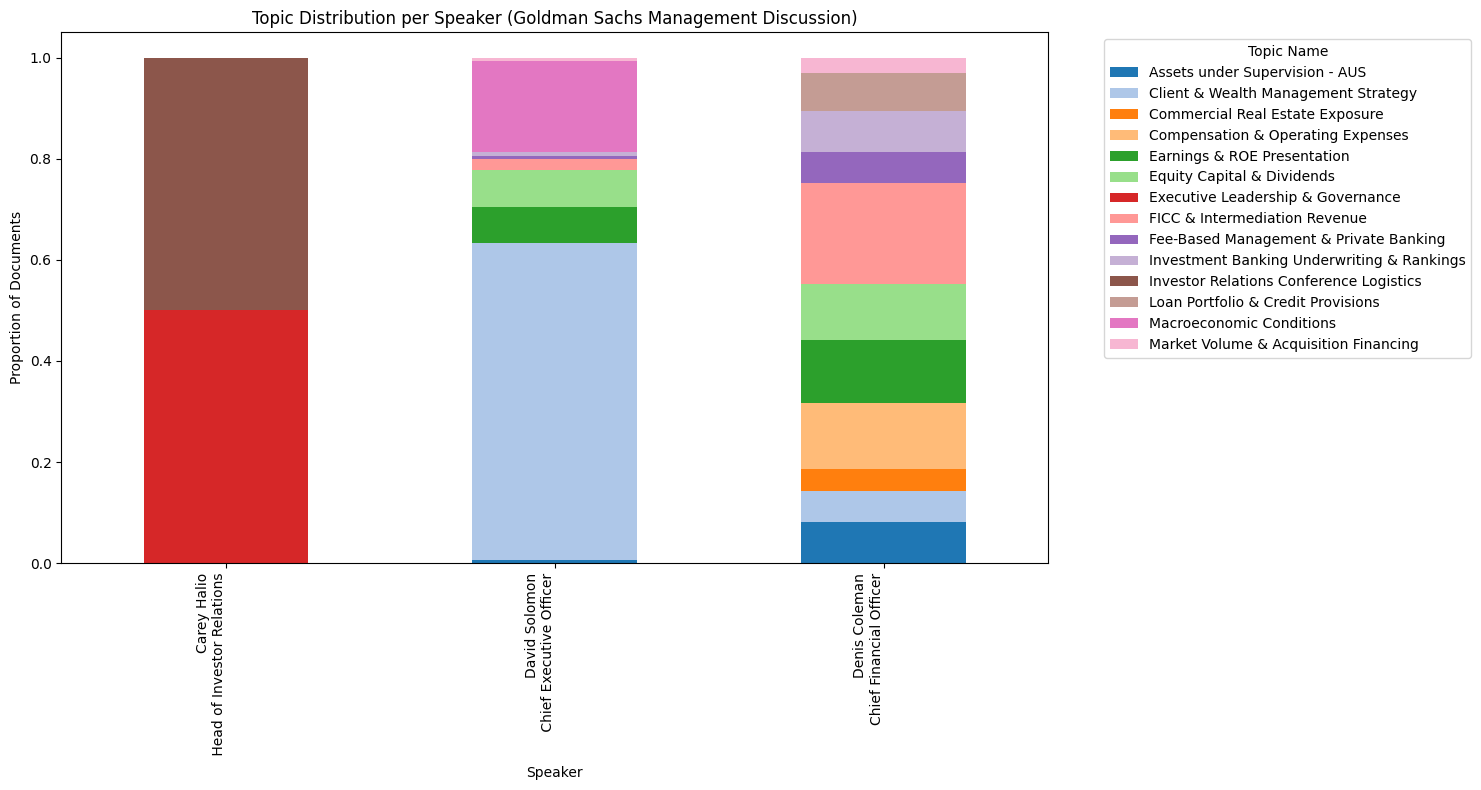 Topic Distribution per Speaker (Goldman Sachs Management Discussion)
Proportion of Documents
1.0
0.8
0.6
0.4
0.2
0.0
Carey Halio
Head of Investor Relations
David Solomon
Chief Executive Officer
Denis Coleman
Chief Financial Officer
Speaker
Topic Name
Assets under Supervision - AUS
Client & Wealth Management Strategy
Commercial Real Estate Exposure
Compensation & Operating Expenses
Earnings & ROE Presentation
Equity Capital & Dividends
Executive Leadership & Governance
FICC & Intermediation Revenue
Fee-Based Management & Private Banking
Investment Banking Underwriting & Rankings
Investor Relations Conference Logistics
Loan Portfolio & Credit Provisions
Macroeconomic Conditions
Market Volume & Acquisition Financing